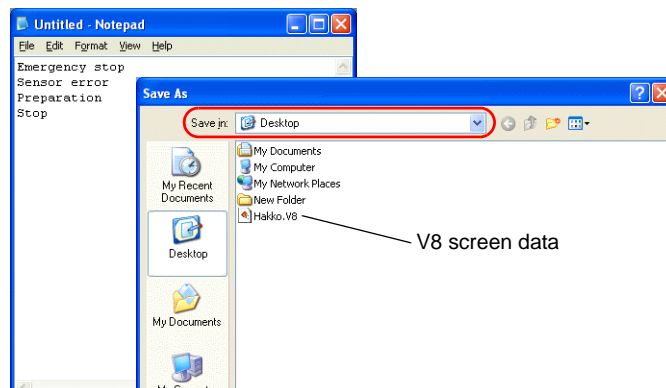 Untitled - Notepad
File Edit Format View Help
Emergency stop
Sensor error
Preparation
Stop
Save As
Save in: Desktop
My Documents
My Computer
My Network Places
New Folder
Hakko.V8
V8 screen data
My Recent
Documents
Desktop
My Documents